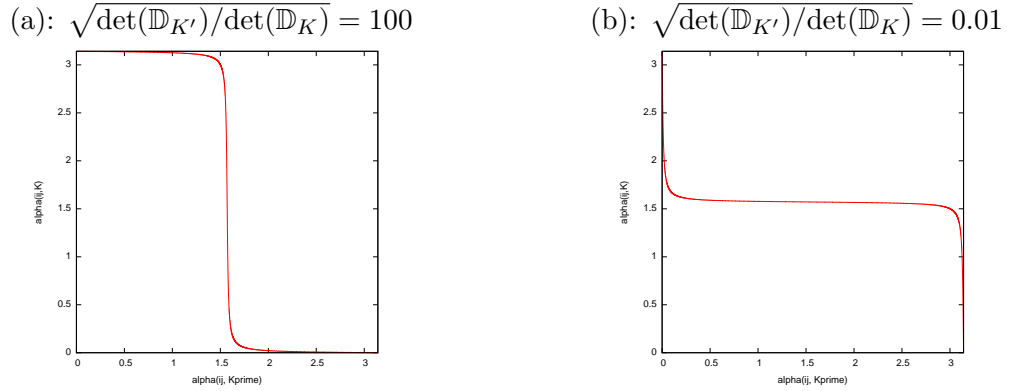 (a): √det(𝔻_{K′})/det(𝔻_K) = 100
(b): √det(𝔻_{K′})/det(𝔻_K) = 0.01
3
2.5
2
1.5
1
0.5
0
alpha(ij,K)
0 0.5 1 1.5 2 2.5 3
alpha(ij, Kprime)
3
2.5
2
1.5
1
0.5
0
alpha(ij,K)
0 0.5 1 1.5 2 2.5 3
alpha(ij, Kprime)